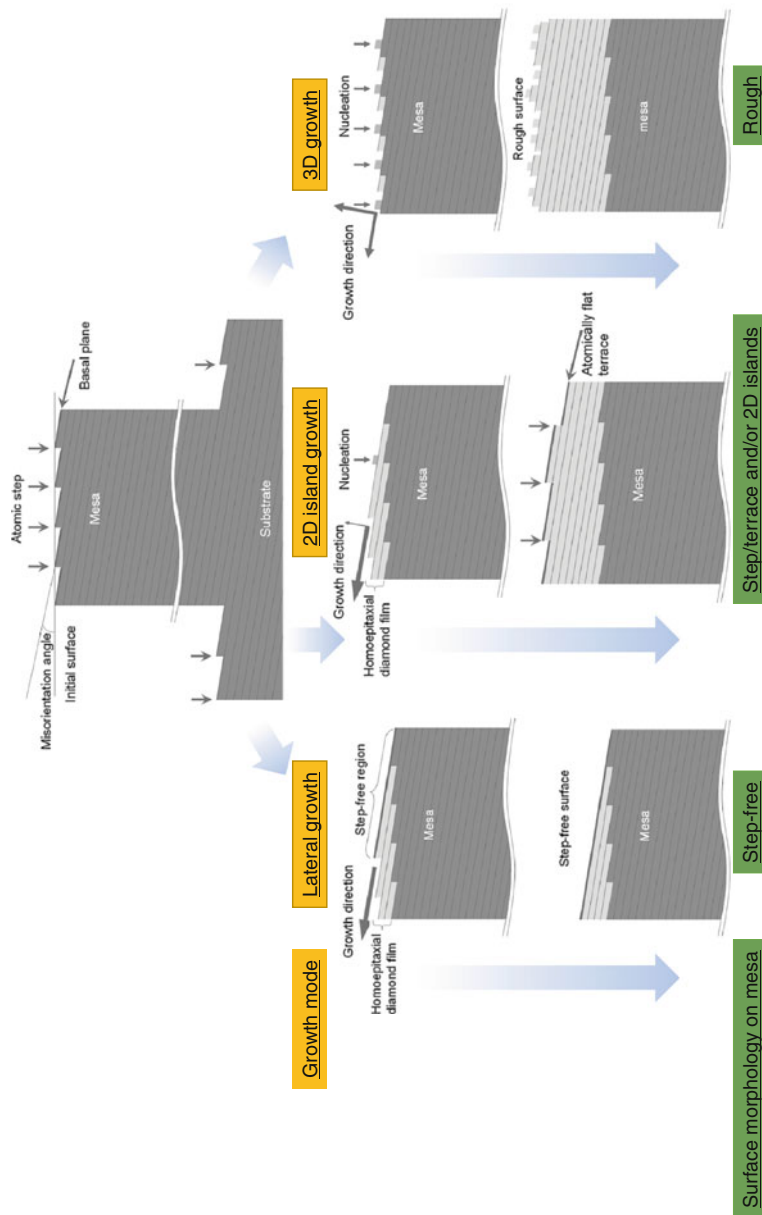 Misorientation angle
Initial surface
Atomic step
Mesa
Basal plane
Substrate
Growth mode
Lateral growth
2D island growth
3D growth
Growth direction
Step-free region
Homoepitaxial
diamond film
Mesa
Growth direction
Nucleation
Homoepitaxial
diamond film
Mesa
Growth direction
Nucleation
Mesa
Step-free surface
Mesa
Atomically flat
terrace
Mesa
Rough surface
mesa
Surface morphology on mesa
Step-free
Step/terrace and/or 2D islands
Rough